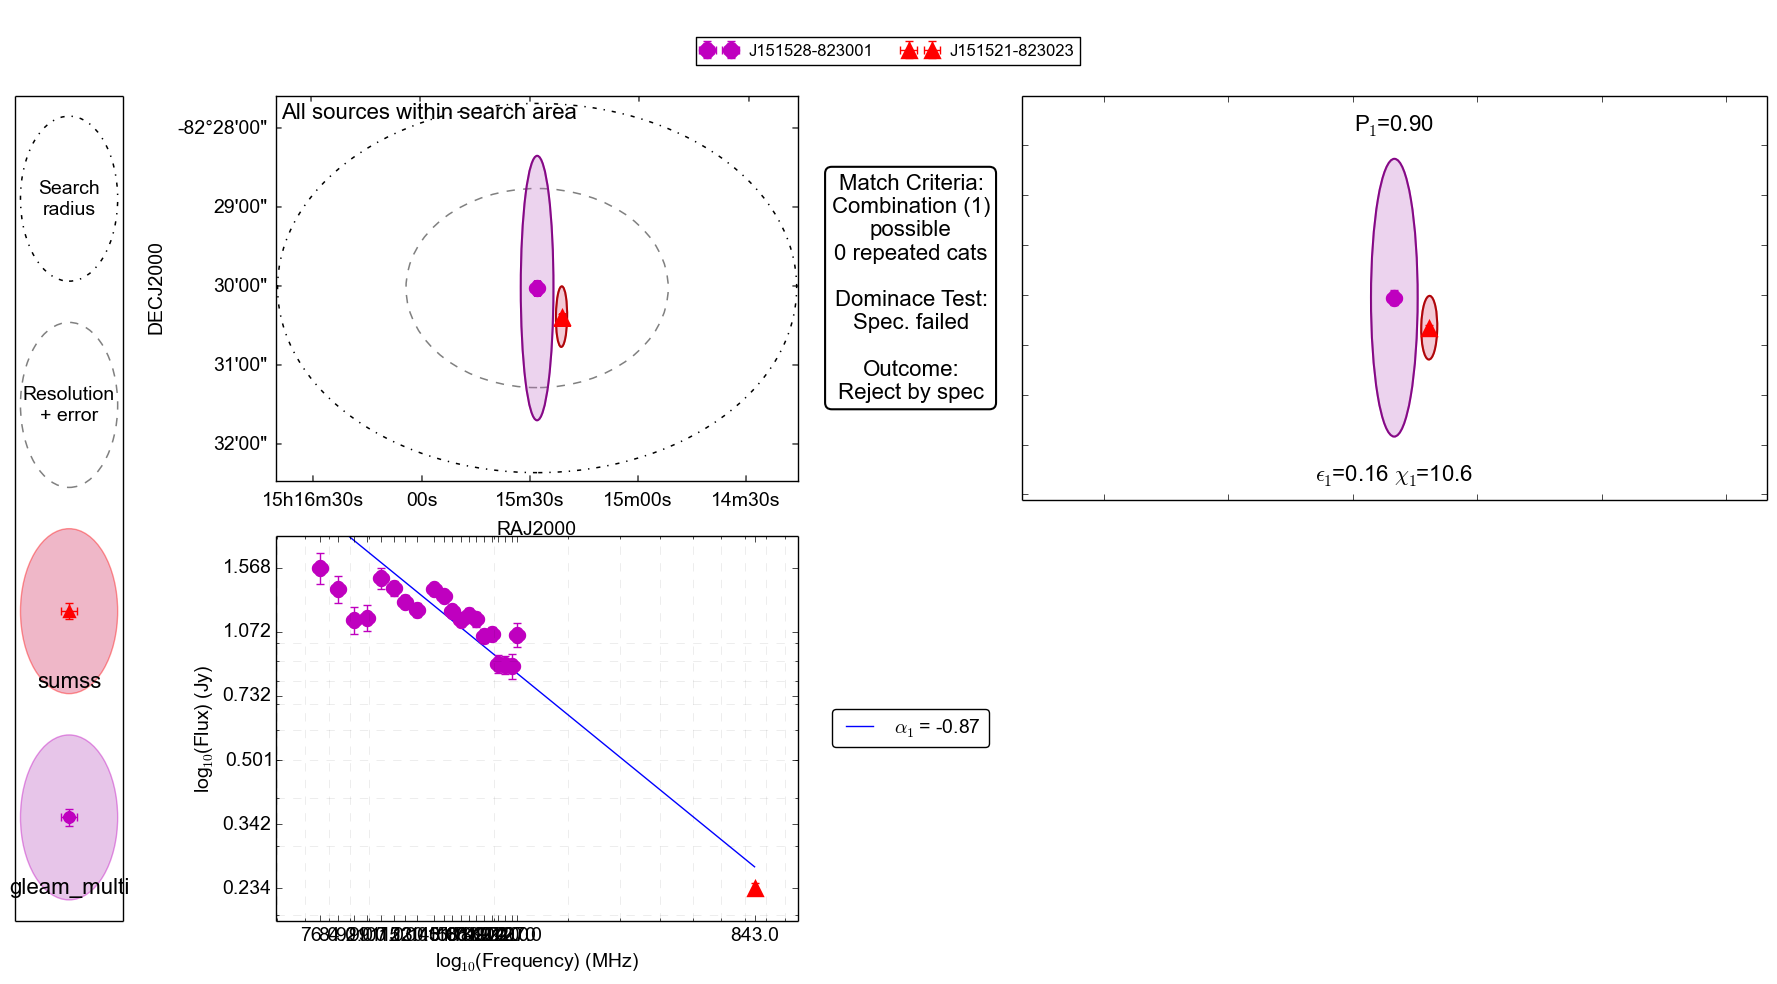 J151528-823001 J151521-823023
Search
radius
Resolution
+ error
sumss
gleam_multi
All sources within search area
-82°28'00"
29'00"
30'00"
31'00"
32'00"
DECJ2000
15h16m30s 00s 15m30s 15m00s 14m30s
RAJ2000
Match Criteria:
Combination (1)
possible
0 repeated cats
Dominace Test:
Spec. failed
Outcome:
Reject by spec
P₁=0.90
ϵ₁=0.16 χ₁=10.6
1.568
1.072
0.732
0.501
0.342
0.234
log₁₀(Flux) (Jy)
843.0
log₁₀(Frequency) (MHz)
α₁ = -0.87